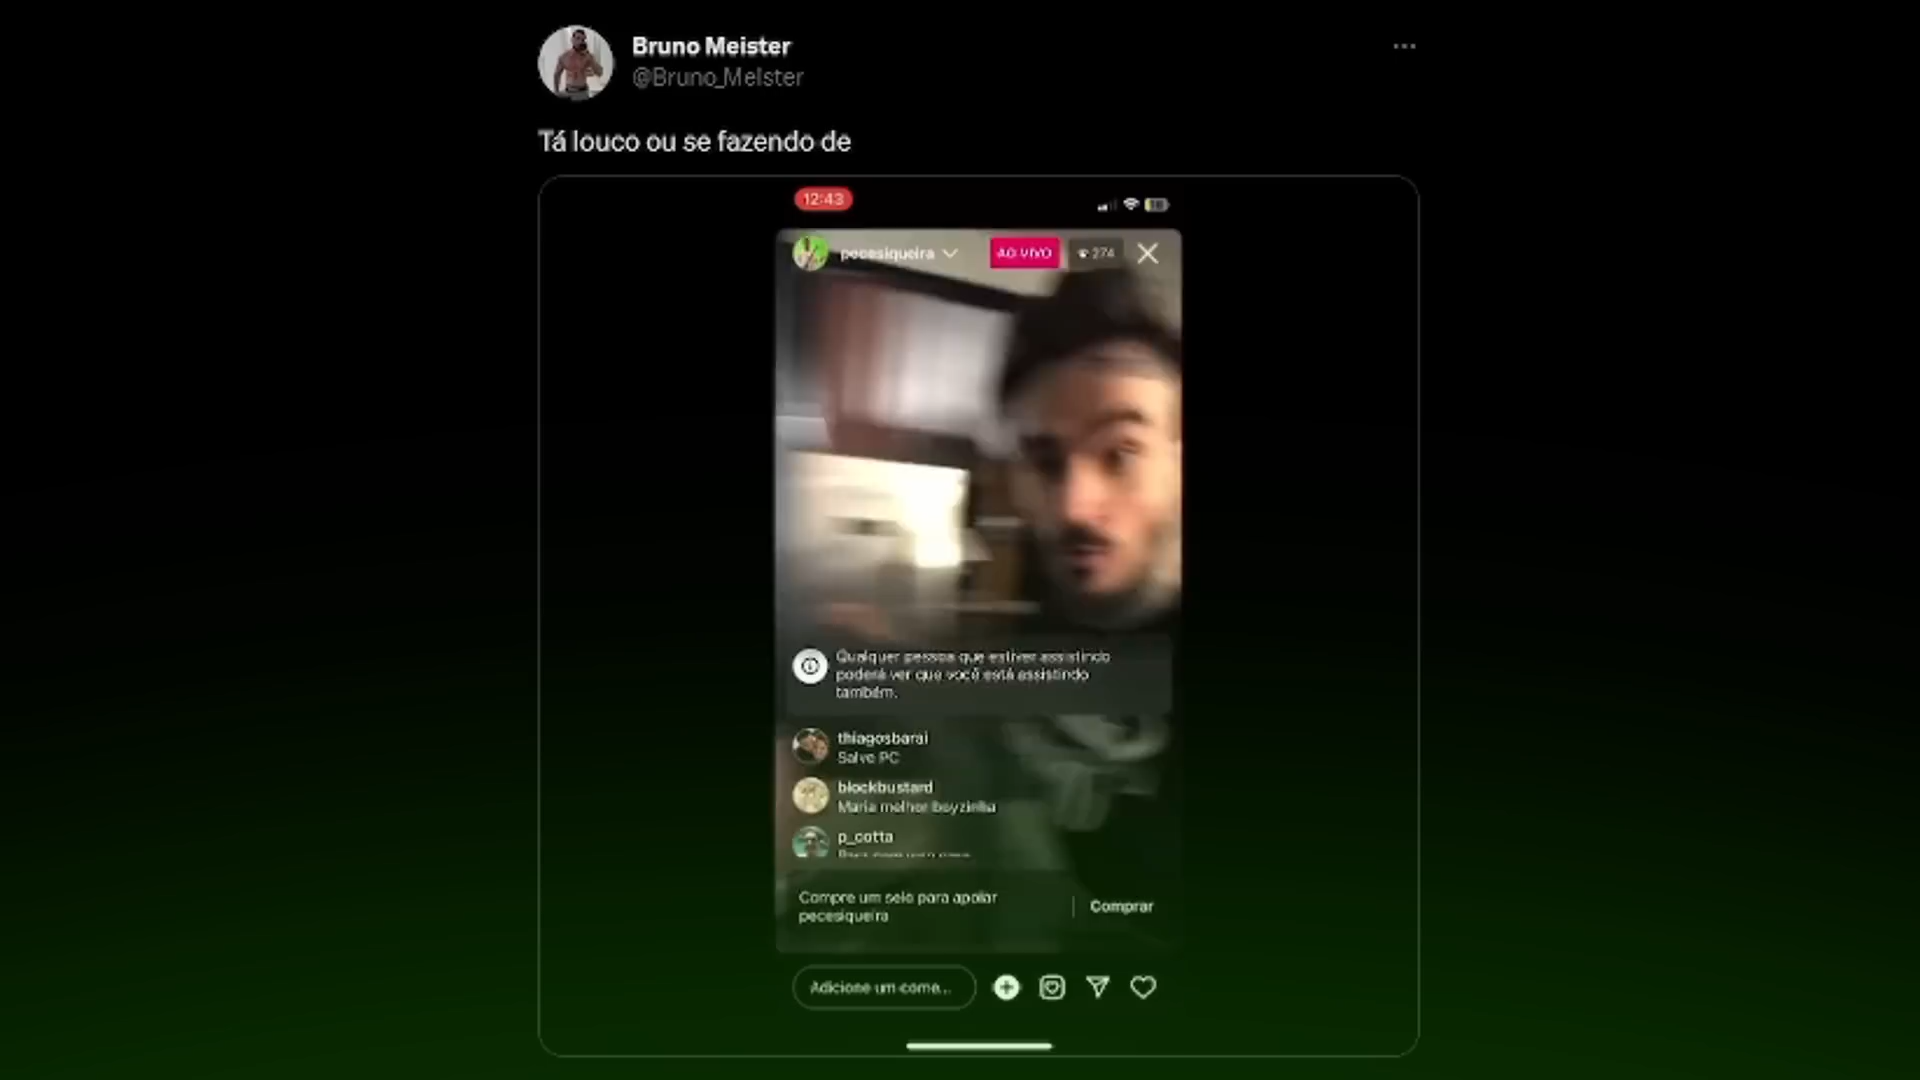 Bruno Meister
@Bruno_MeIster
Tá louco ou se fazendo de
12:43
pecesiqueira
AO VIVO
274
Qualquer pessoa que estiver assistindo
poderá ver que você está assistindo
também.
thiagosbarai
Salve PC
blockbustard
Maria melhor boyzinha
p_cotta
Compre um selo para apoiar
pecesiqueira
Comprar
Adicione um come...